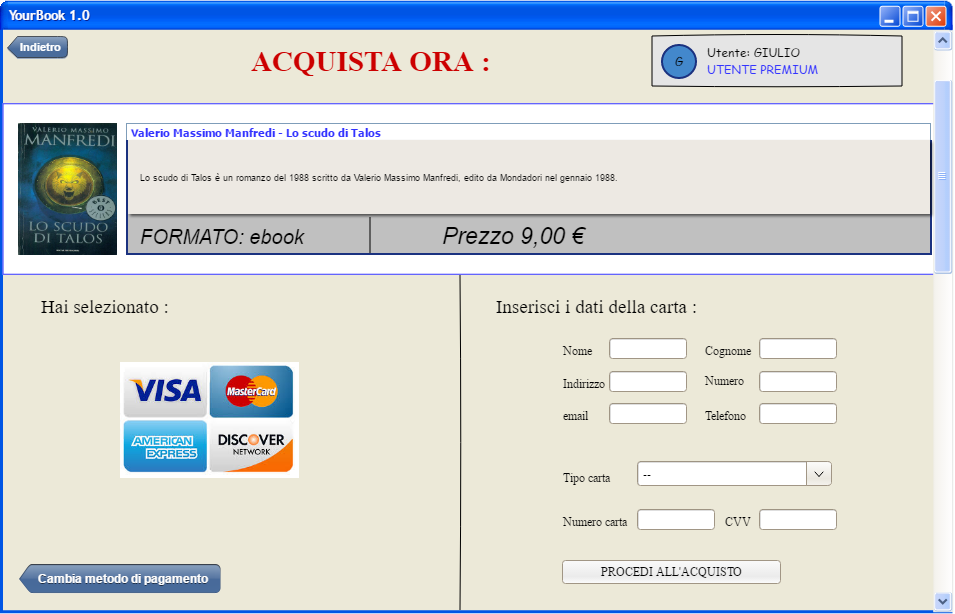 YourBook 1.0
Indietro
ACQUISTA ORA :
G
Utente: GIULIO
UTENTE PREMIUM
VALERIO MASSIMO
MANFREDI
BEST
SELLERS
LO SCUDO
DI TALOS
Valerio Massimo Manfredi - Lo scudo di Talos
Lo scudo di Talos è un romanzo del 1988 scritto da Valerio Massimo Manfredi, edito da Mondadori nel gennaio 1988.
FORMATO: ebook
Prezzo 9,00 €
Hai selezionato :
VISA
MasterCard
AMERICAN
EXPRESS
DISCOVER
NETWORK
Cambia metodo di pagamento
Inserisci i dati della carta :
Nome
Cognome
Indirizzo
Numero
email
Telefono
Tipo carta
--
Numero carta
CVV
PROCEDI ALL'ACQUISTO